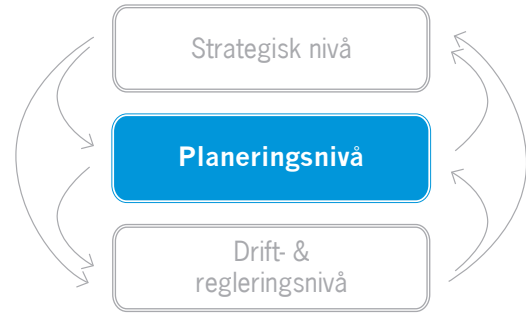 Strategisk nivå
Planeringsnivå
Drift- &
regleringsnivå